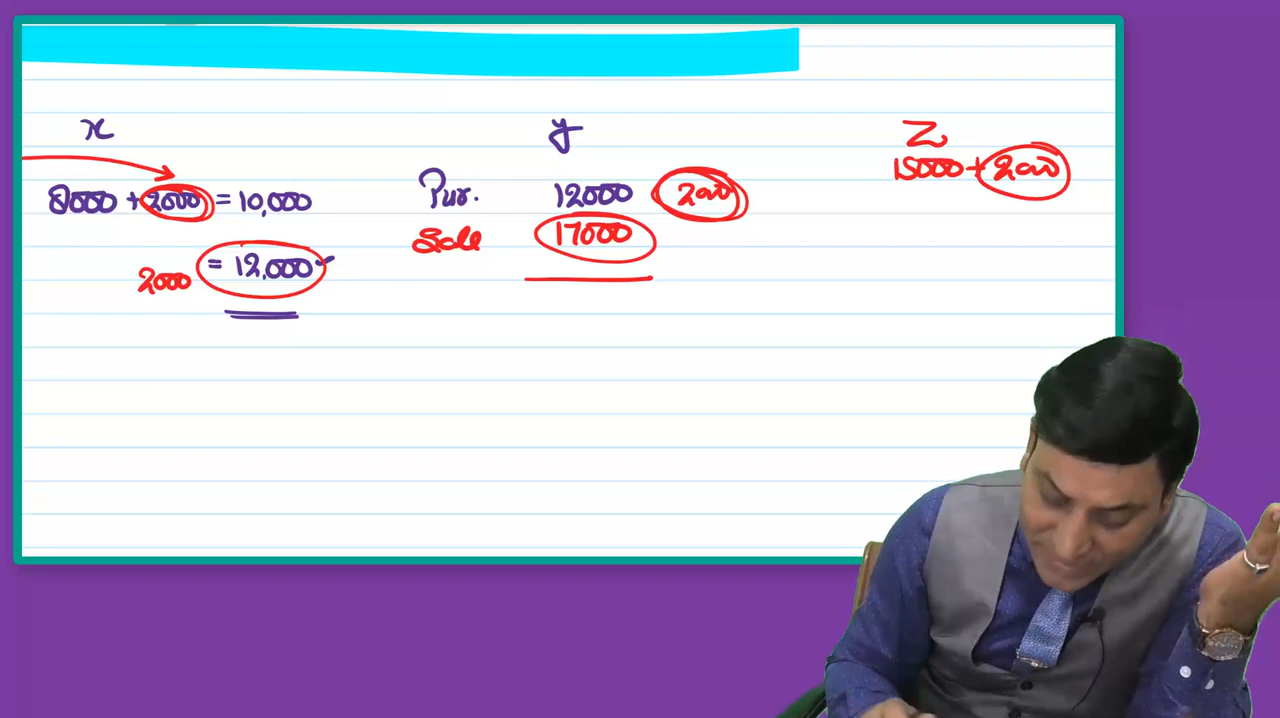 x
8000 + 2000 = 10,000
2000 = 12,000
y
Pur. 12000 2000
Sale 17000
Z
15000 + 2000